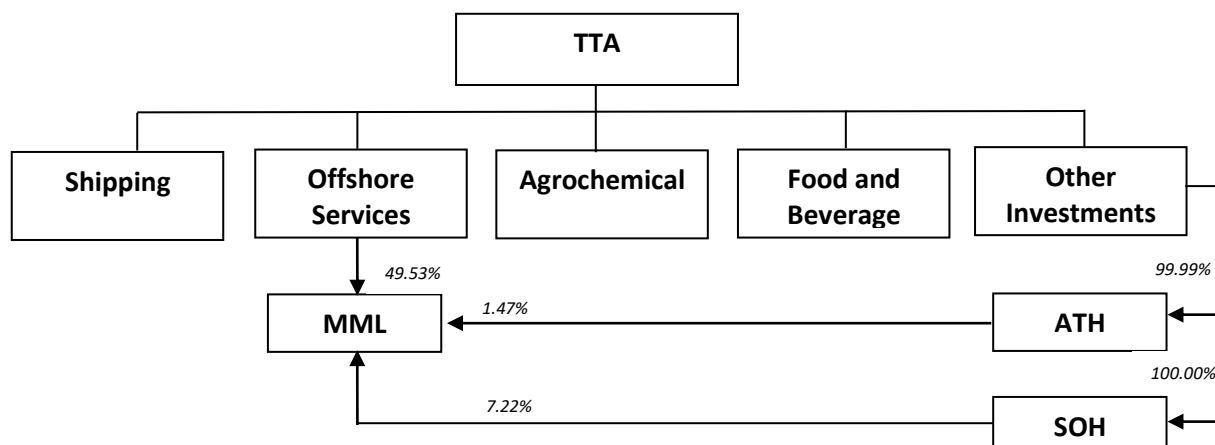 TTA
Shipping
Offshore
Services
Agrochemical
Food and
Beverage
Other
Investments
49.53%
99.99%
MML
1.47%
ATH
100.00%
7.22%
SOH